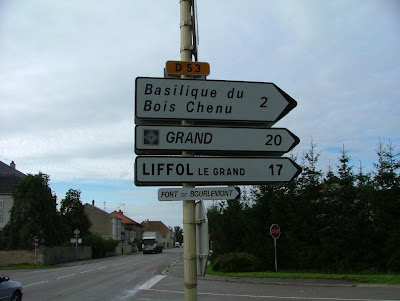 D 53
Basilique du
Bois Chenu 2
GRAND 20
LIFFOL LE GRAND 17
FORT DE BOURLEMONT